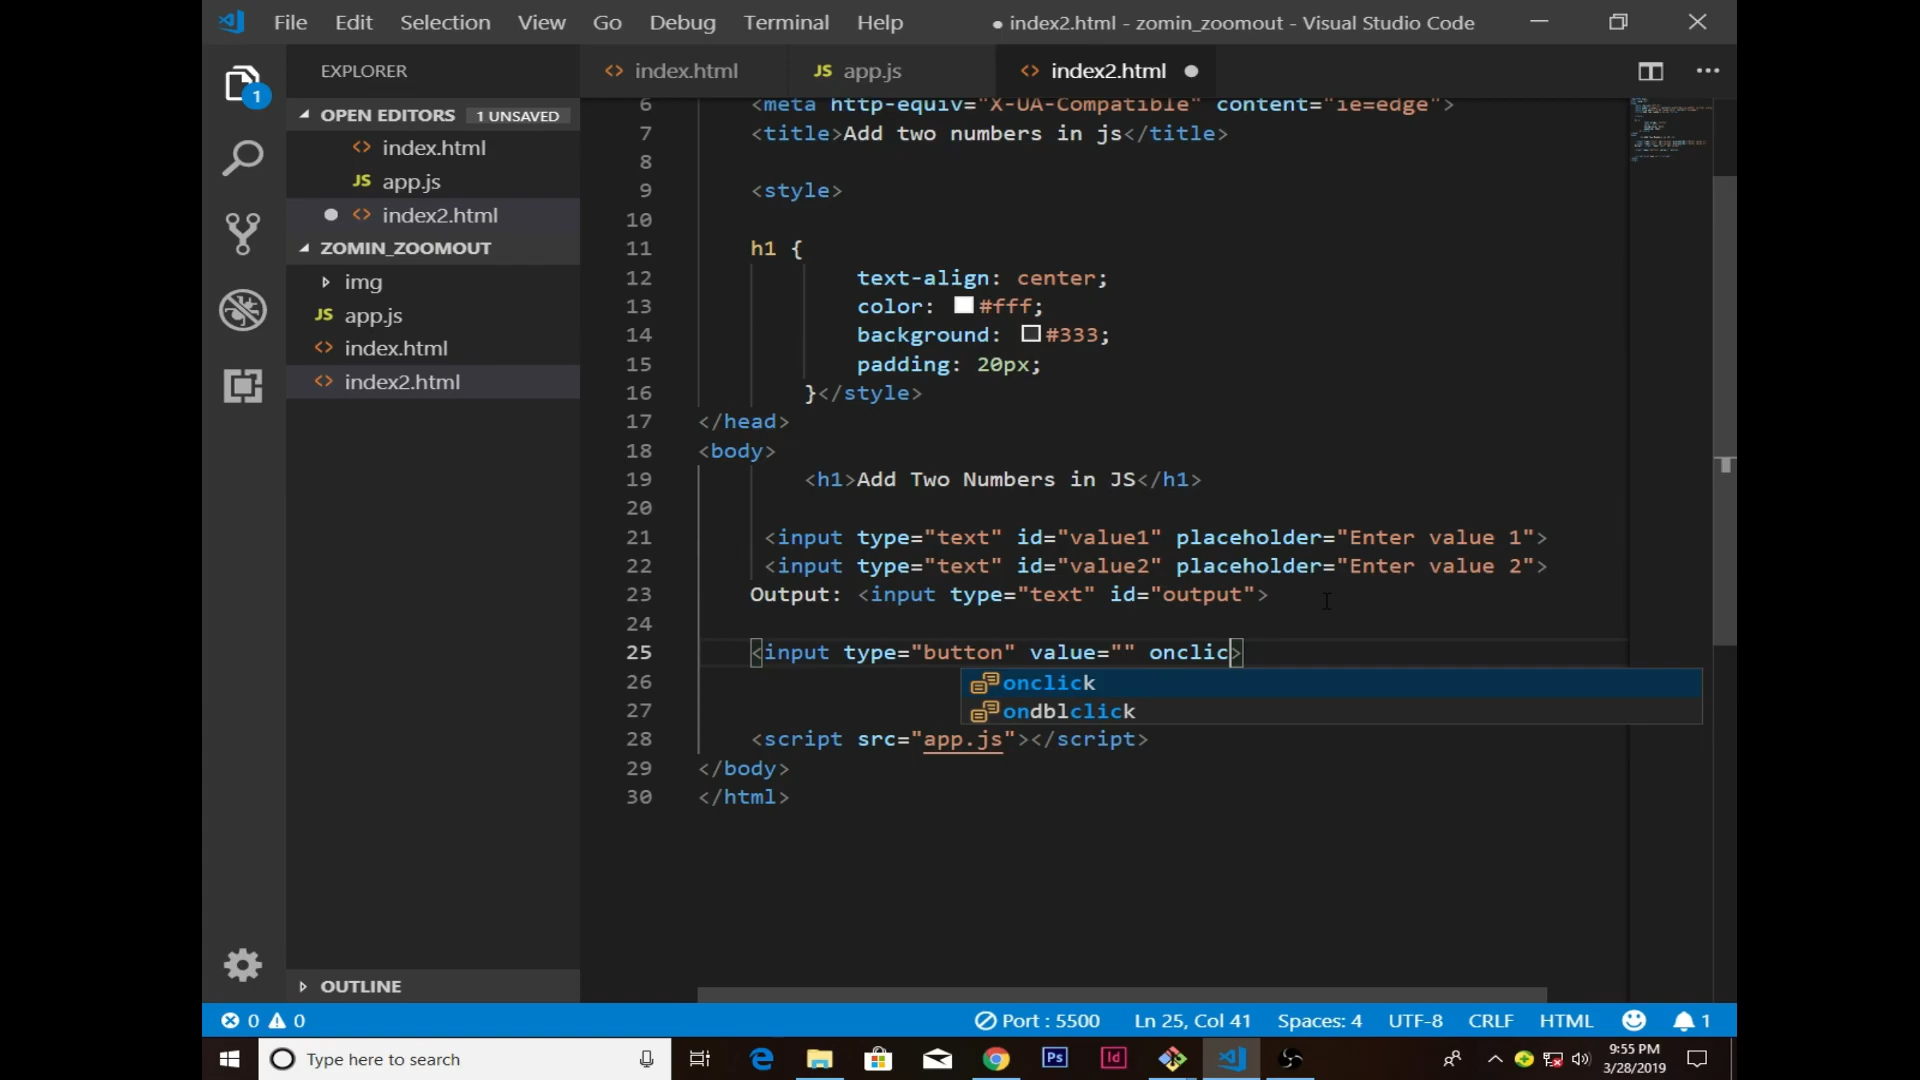 File Edit Selection View Go Debug Terminal Help ● index2.html - zomin_zoomout - Visual Studio Code
EXPLORER
index.html
JS app.js
index2.html
1
OPEN EDITORS 1 UNSAVED
index.html
JS app.js
index2.html
ZOMIN_ZOOMOUT
img
JS app.js
index.html
index2.html
OUTLINE
6 <meta http-equiv="X-UA-Compatible" content="ie=edge">
7 <title>Add two numbers in js</title>
8
9 <style>
10
11 h1 {
12 text-align: center;
13 color: #fff;
14 background: #333;
15 padding: 20px;
16 }</style>
17 </head>
18 <body>
19 <h1>Add Two Numbers in JS</h1>
20
21 <input type="text" id="value1" placeholder="Enter value 1">
22 <input type="text" id="value2" placeholder="Enter value 2">
23 Output: <input type="text" id="output">
24
25 <input type="button" value="" onclic>
26 onclick
27 ondblclick
28 <script src="app.js"></script>
29 </body>
30 </html>
0 0 Port : 5500 Ln 25, Col 41 Spaces: 4 UTF-8 CRLF HTML 1
Type here to search Ps Id 9:55 PM
3/28/2019